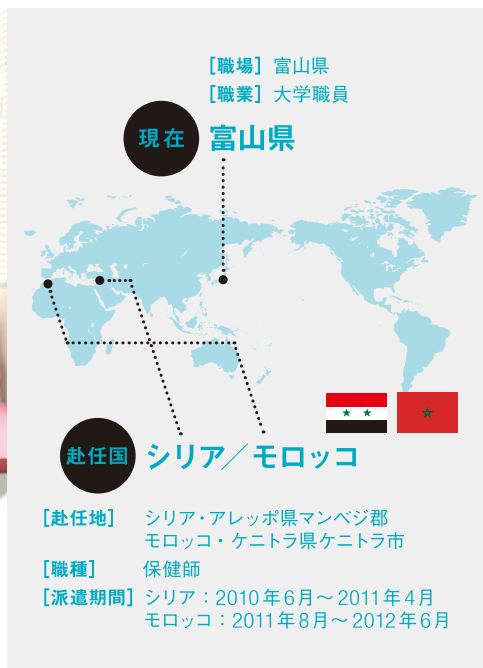 ［職場］富山県
［職業］大学職員
現在 富山県
赴任国 シリア／モロッコ
［赴任地］ シリア・アレッポ県マンベジ郡
モロッコ・ケニトラ県ケニトラ市
［職種］ 保健師
［派遣期間］シリア：2010年6月～2011年4月
モロッコ：2011年8月～2012年6月